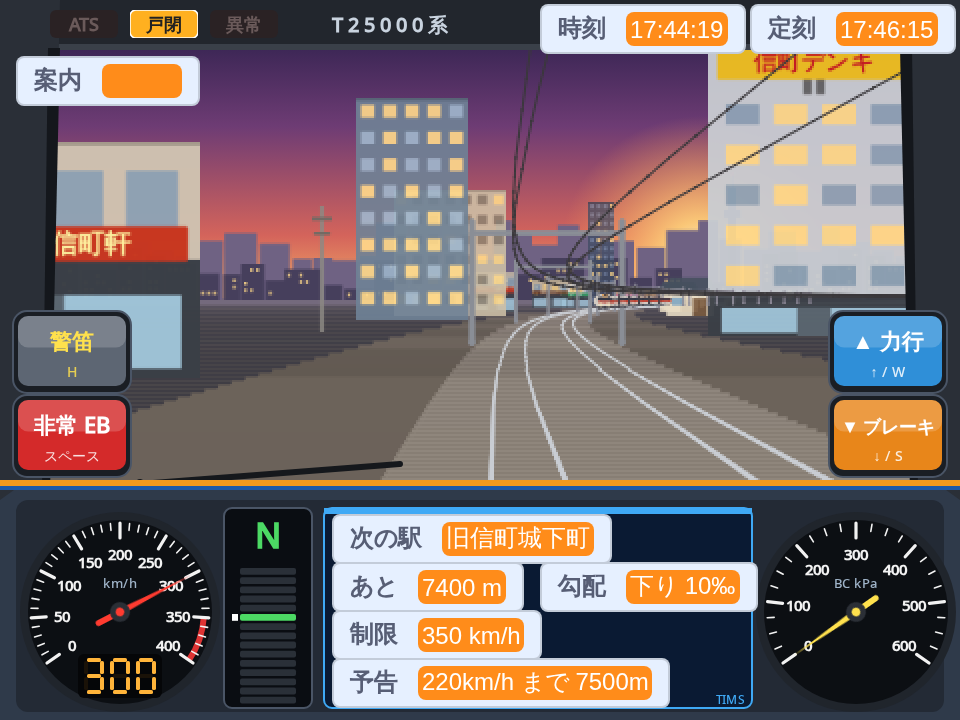 ATS 戸閉 異常 T25000系 時刻 17:44:19 定刻 17:46:15
案内
信町デンキ
信町軒
警笛
H
▲ 力行
↑ / W
非常 EB
スペース
▼ ブレーキ
↓ / S
0 50 100 150 200 250 300 350 400
km/h
300
N
次の駅 旧信町城下町
あと 7400 m 勾配 下り 10‰
制限 350 km/h
予告 220km/h まで 7500m
TIMS
0 100 200 300 400 500 600
BC kPa